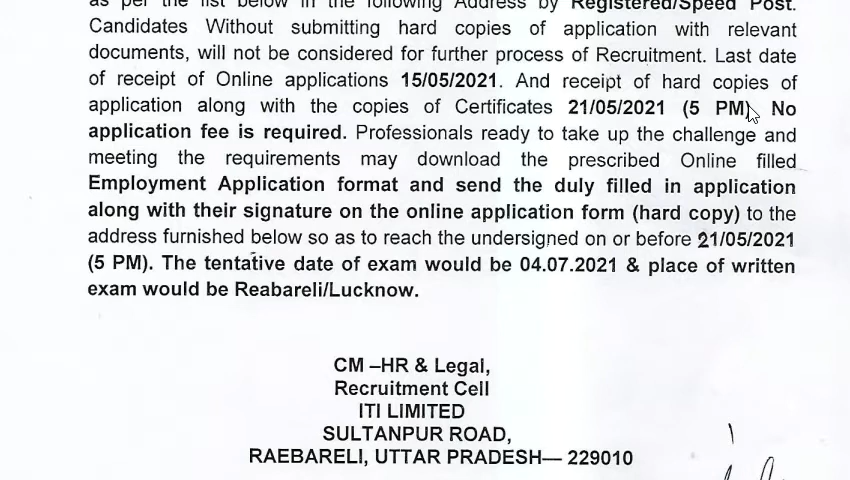 as per the list below in the following Address by Registered/Speed Post.
Candidates Without submitting hard copies of application with relevant
documents, will not be considered for further process of Recruitment. Last date
of receipt of Online applications 15/05/2021. And receipt of hard copies of
application along with the copies of Certificates 21/05/2021 (5 PM). No
application fee is required. Professionals ready to take up the challenge and
meeting the requirements may download the prescribed Online filled
Employment Application format and send the duly filled in application
along with their signature on the online application form (hard copy) to the
address furnished below so as to reach the undersigned on or before 21/05/2021
(5 PM). The tentative date of exam would be 04.07.2021 & place of written
exam would be Reabareli/Lucknow.
CM –HR & Legal,
Recruitment Cell
ITI LIMITED
SULTANPUR ROAD,
RAEBARELI, UTTAR PRADESH— 229010